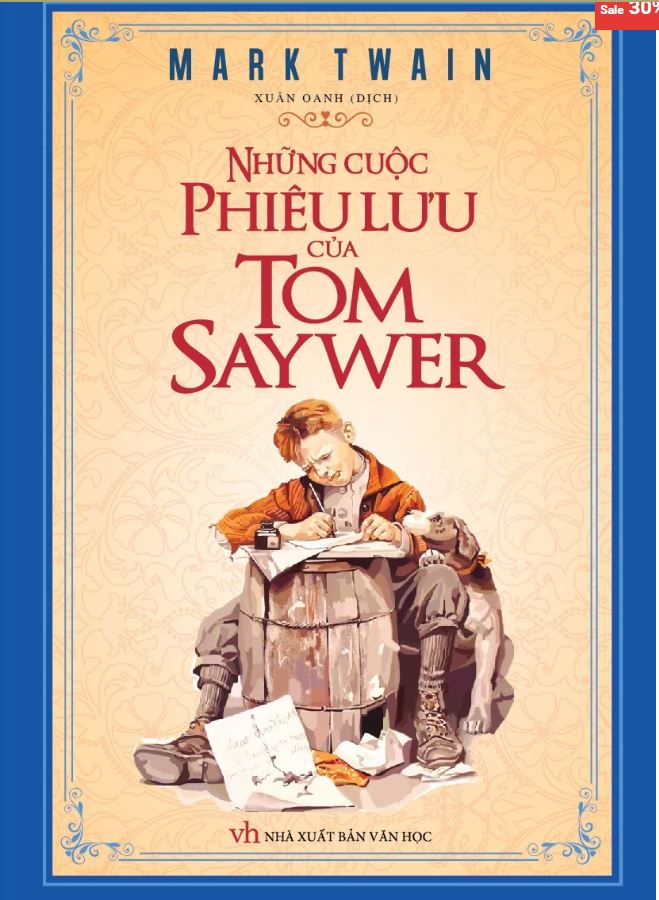 Sale 30%
MARK TWAIN
XUÂN OANH (DỊCH)
NHỮNG CUỘC
PHIÊU LƯU
CỦA
TOM
SAYWER
vh NHÀ XUẤT BẢN VĂN HỌC